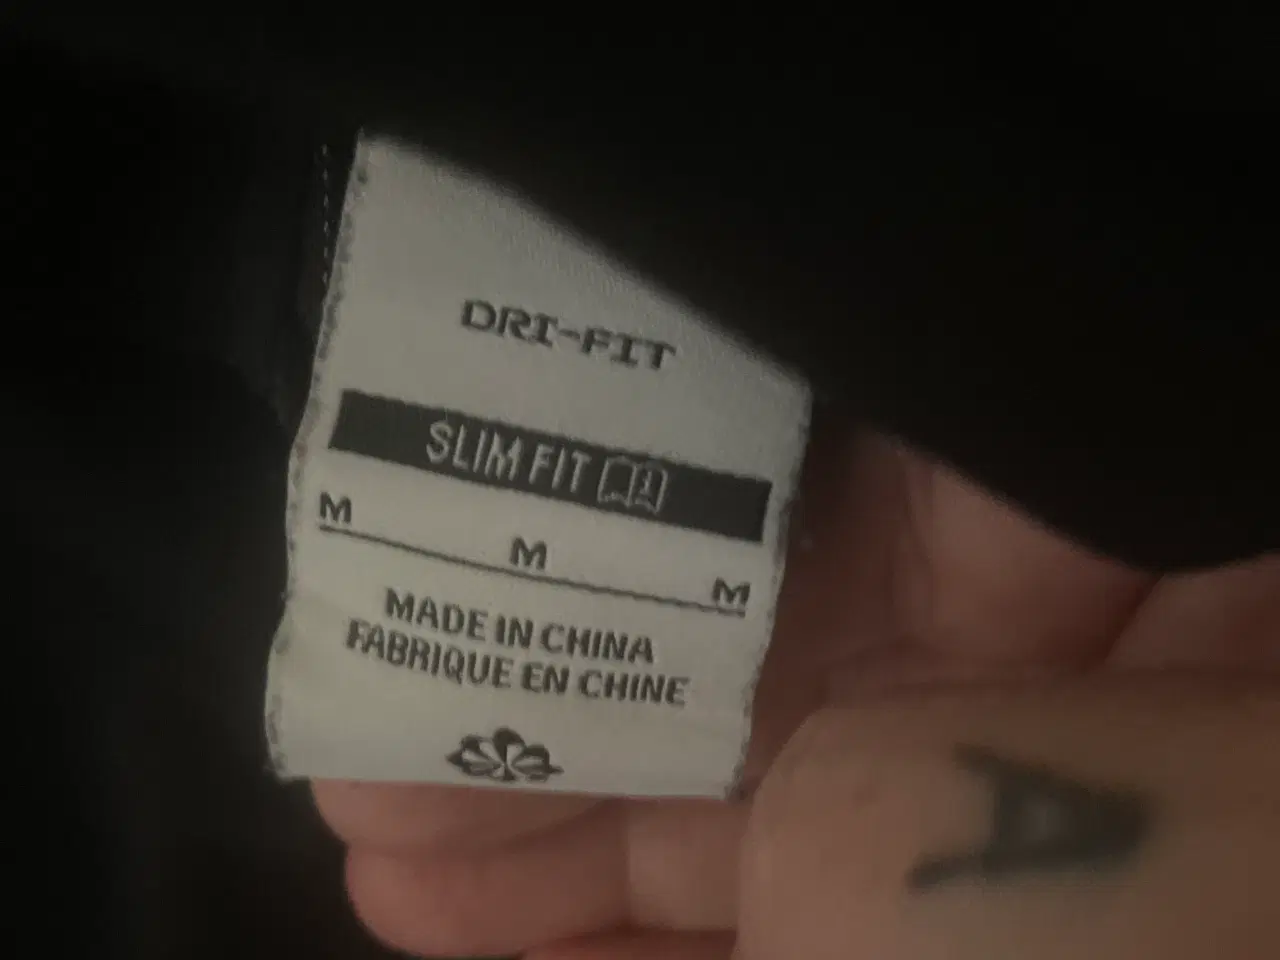 DRI-FIT
SLIM FIT
M M M
MADE IN CHINA
FABRIQUE EN CHINE
A